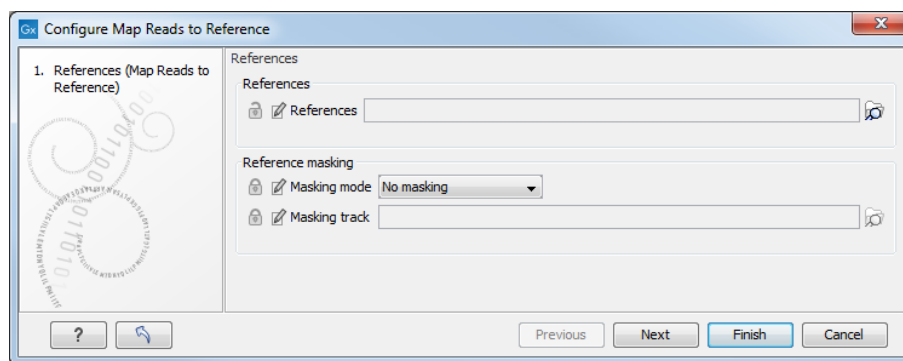 Gx Configure Map Reads to Reference
1. References (Map Reads to
Reference)
References
References
References
Reference masking
Masking mode No masking
Masking track
? Previous Next Finish Cancel